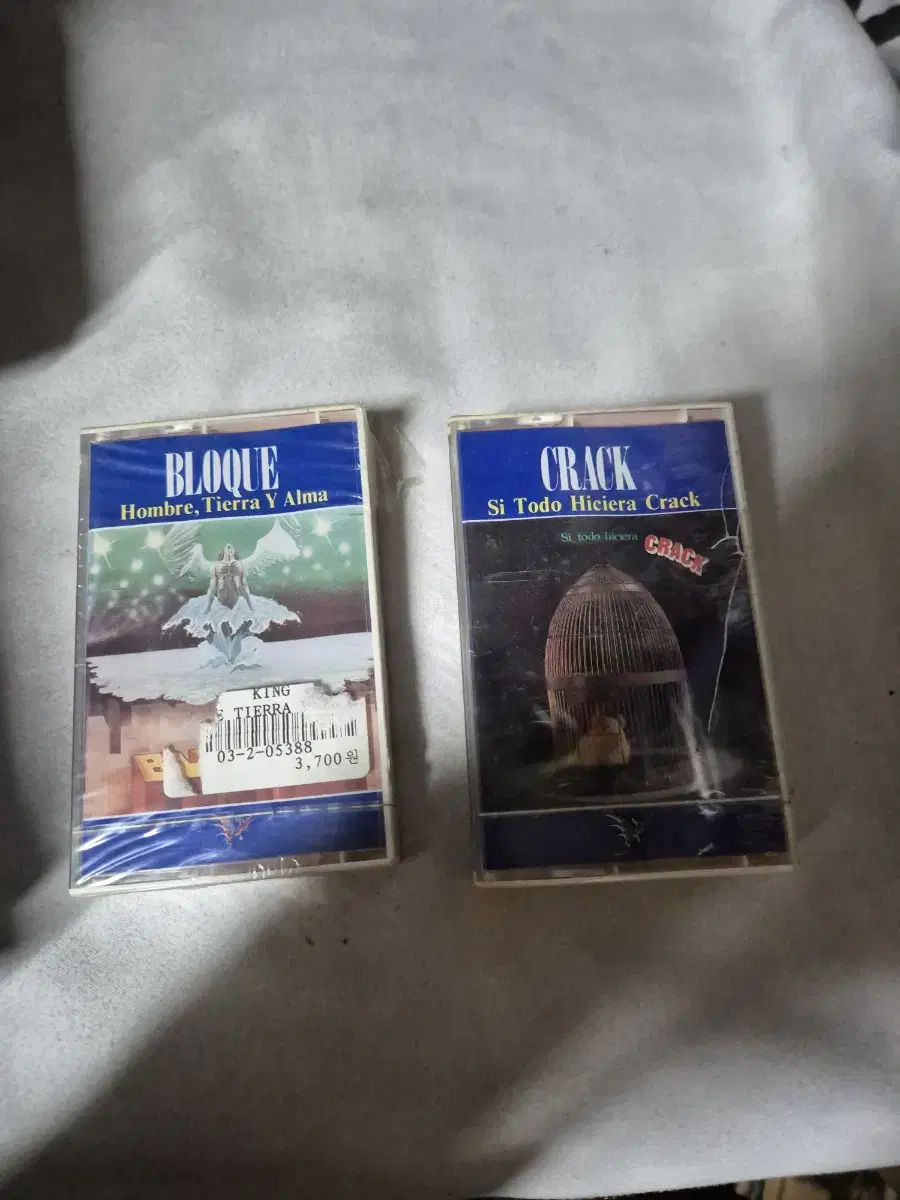 BLOQUE
Hombre, Tierra Y Alma
KING
TIERRA
03-2-05388
3,700원
CRACK
Si Todo Hiciera Crack
Si todo hiciera
CRACK